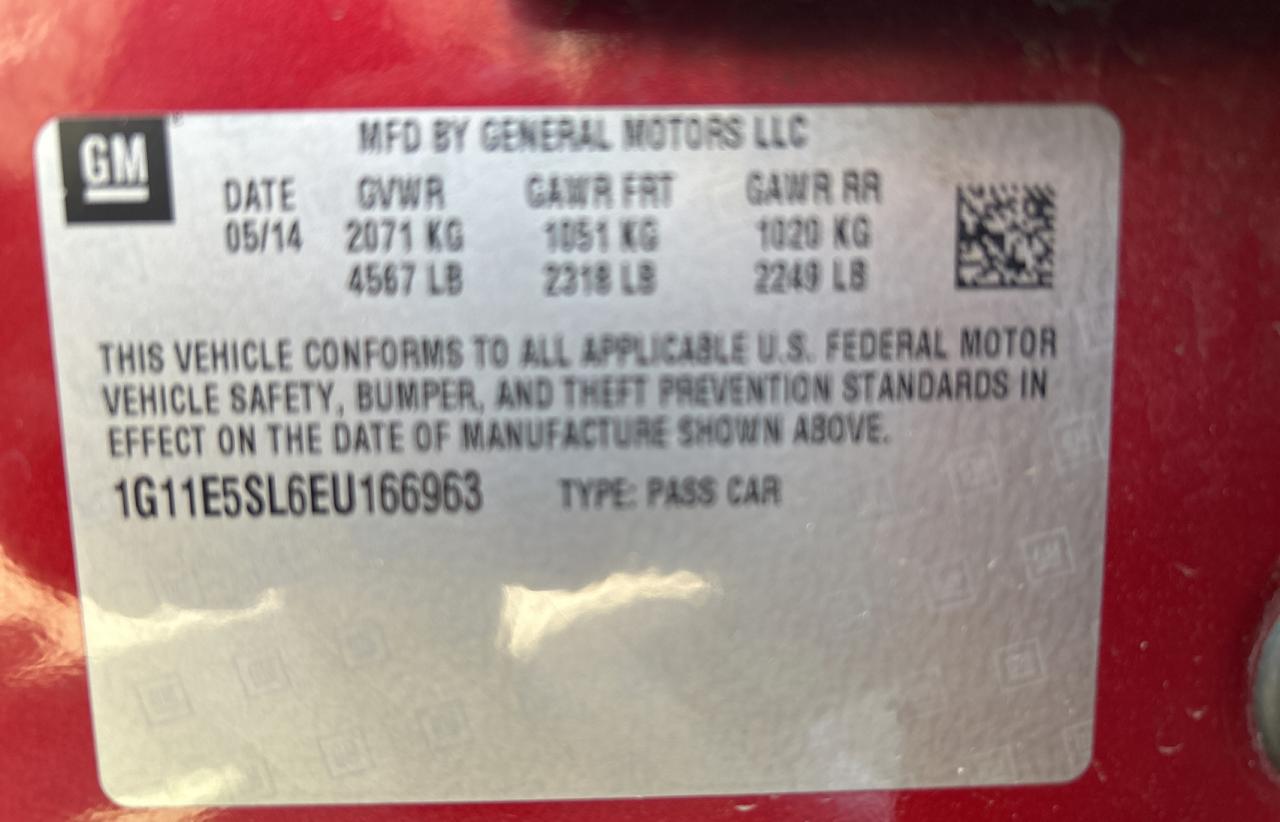 GM
MFD BY GENERAL MOTORS LLC
DATE GVWR GAWR FRT GAWR RR
05/14 2071 KG 1051 KG 1020 KG
4567 LB 2318 LB 2249 LB
THIS VEHICLE CONFORMS TO ALL APPLICABLE U.S. FEDERAL MOTOR
VEHICLE SAFETY, BUMPER, AND THEFT PREVENTION STANDARDS IN
EFFECT ON THE DATE OF MANUFACTURE SHOWN ABOVE.
1G11E5SL6EU166963 TYPE: PASS CAR